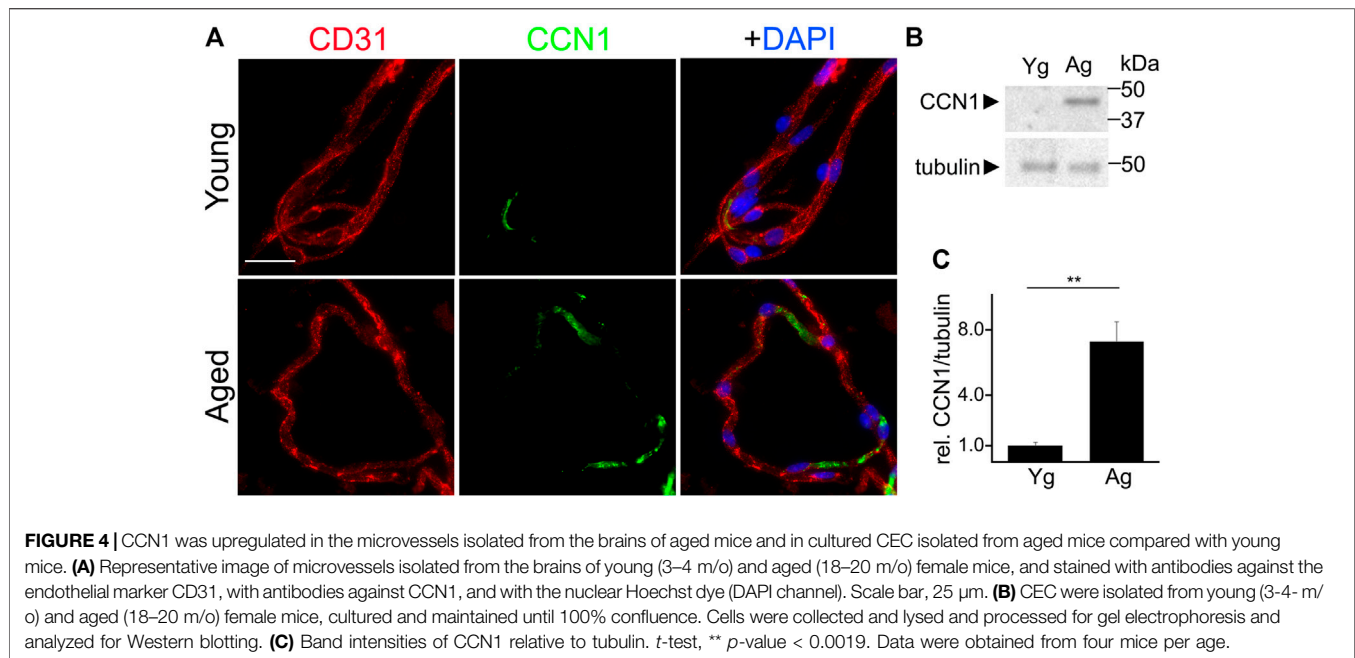 A
CD31 CCN1 +DAPI
Young
Aged
B
Yg Ag kDa
CCN1 50
37
tubulin 50
C
**
8.0
4.0
1.0
rel. CCN1/tubulin
Yg Ag
FIGURE 4 | CCN1 was upregulated in the microvessels isolated from the brains of aged mice and in cultured CEC isolated from aged mice compared with young
mice. (A) Representative image of microvessels isolated from the brains of young (3–4 m/o) and aged (18–20 m/o) female mice, and stained with antibodies against the
endothelial marker CD31, with antibodies against CCN1, and with the nuclear Hoechst dye (DAPI channel). Scale bar, 25 μm. (B) CEC were isolated from young (3-4- m/
o) and aged (18–20 m/o) female mice, cultured and maintained until 100% confluence. Cells were collected and lysed and processed for gel electrophoresis and
analyzed for Western blotting. (C) Band intensities of CCN1 relative to tubulin. t-test, ** p-value < 0.0019. Data were obtained from four mice per age.